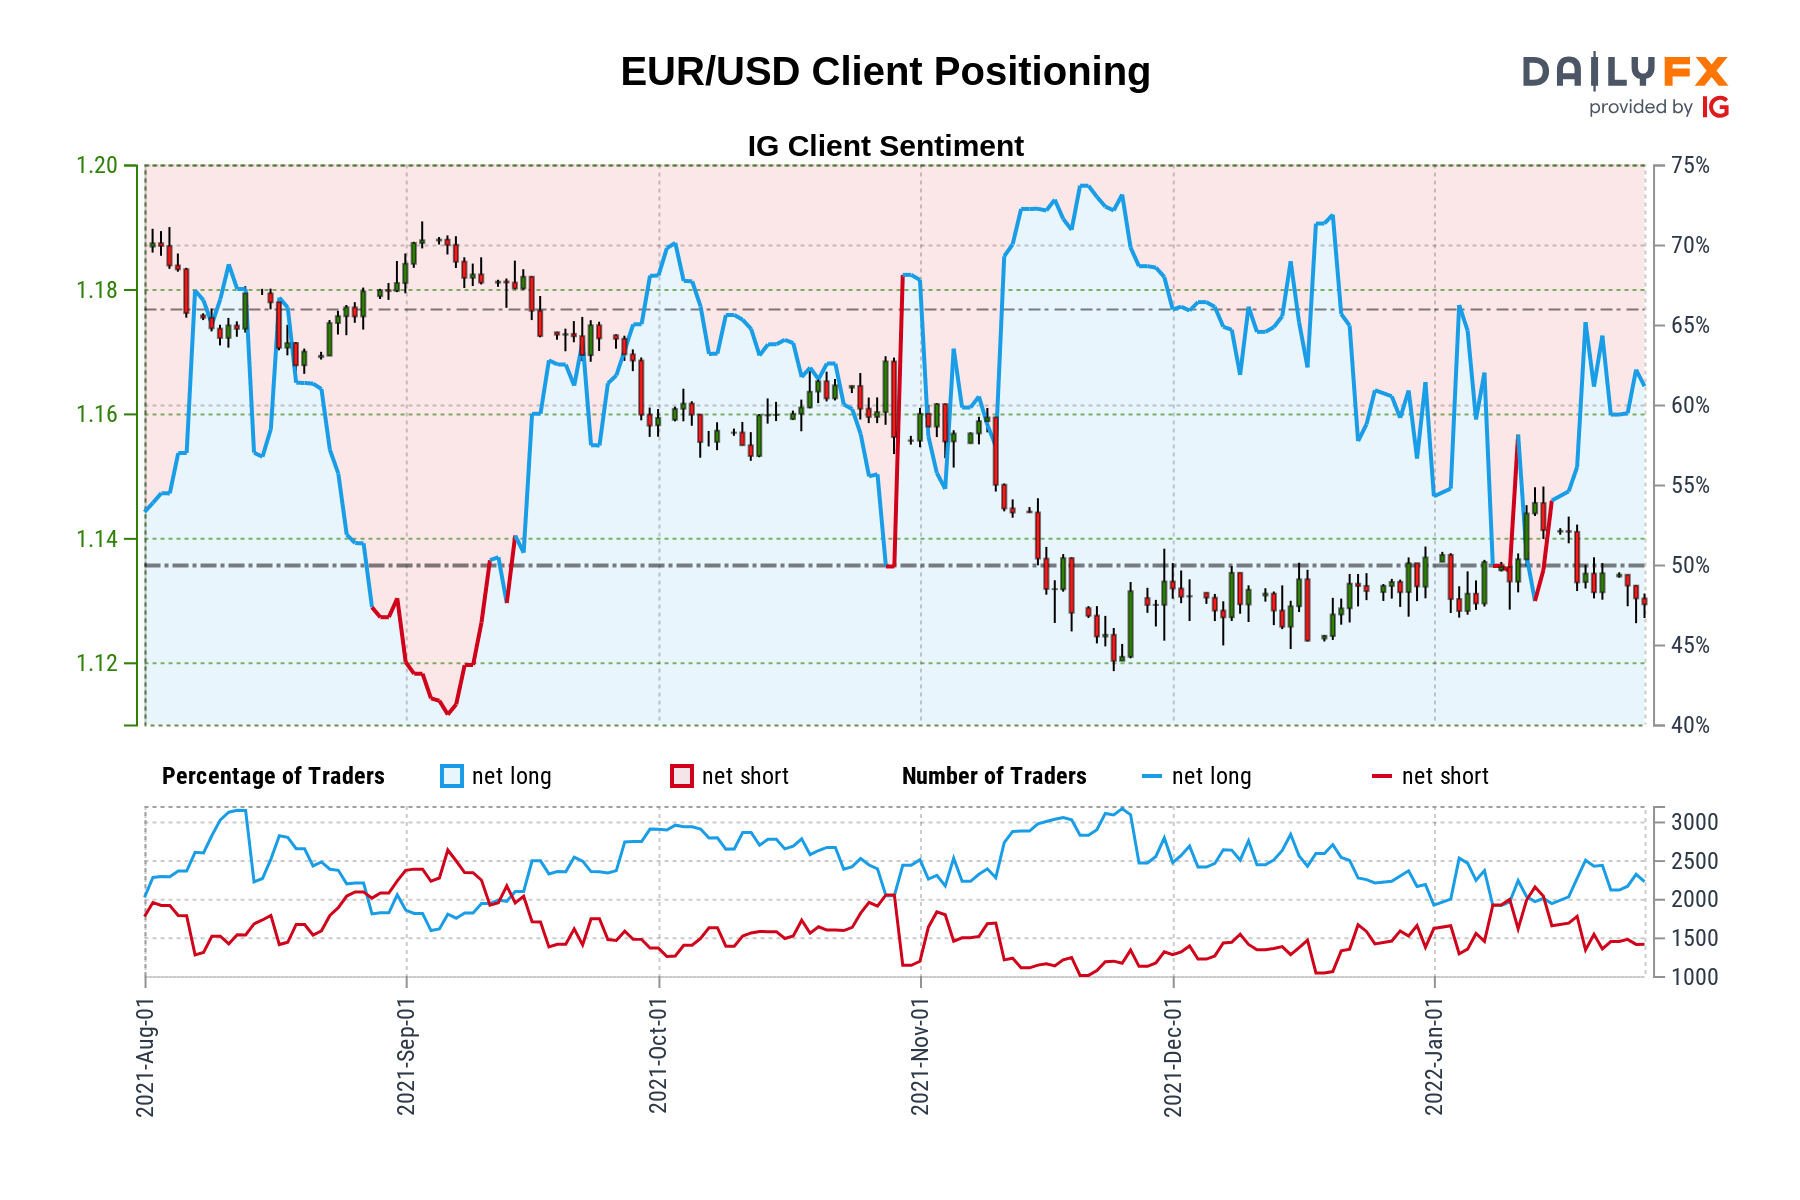 EUR/USD Client Positioning
DAILYFX
provided by IG
IG Client Sentiment
1.20
1.18
1.16
1.14
1.12
75%
70%
65%
60%
55%
50%
45%
40%
Percentage of Traders net long net short Number of Traders net long net short
3000
2500
2000
1500
1000
2021-Aug-01
2021-Sep-01
2021-Oct-01
2021-Nov-01
2021-Dec-01
2022-Jan-01